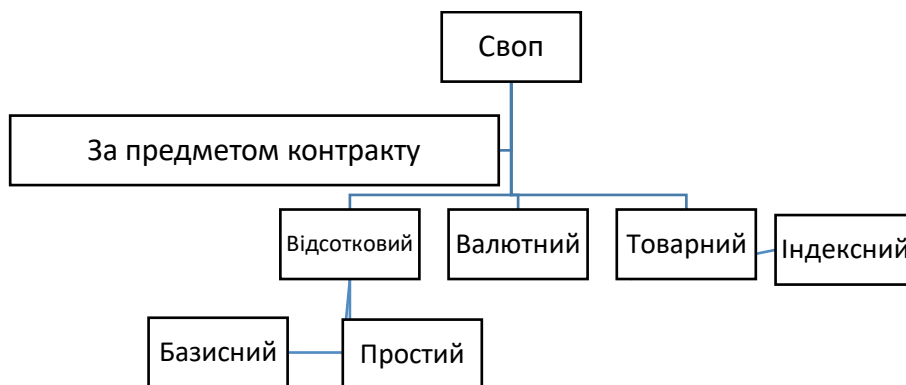 Своп
За предметом контракту
Відсотковий
Валютний
Товарний
Індексний
Базисний
Простий